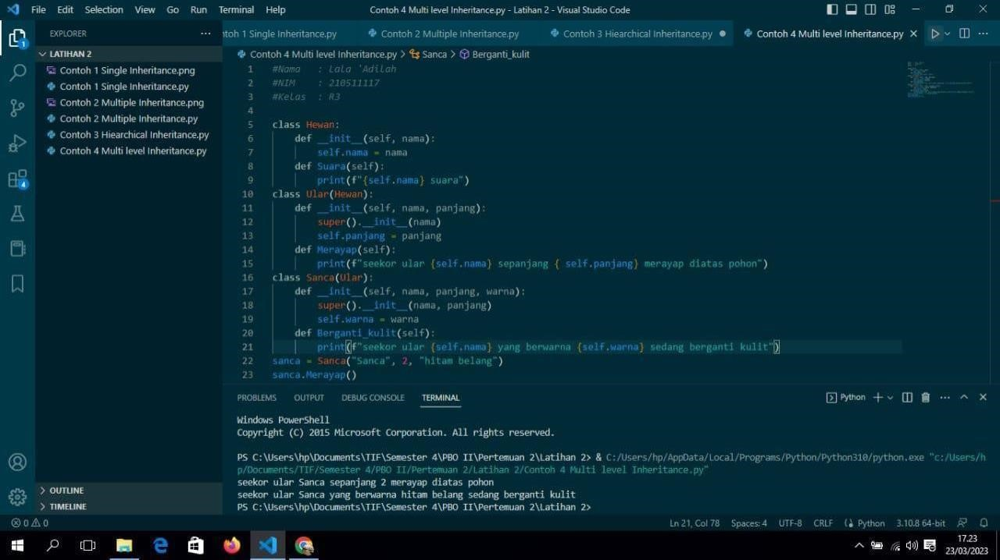 File Edit Selection View Go Run Terminal Help Contoh 4 Multi level Inheritance.py - Latihan 2 - Visual Studio Code
EXPLORER
LATIHAN 2
Contoh 1 Single Inheritance.png
Contoh 1 Single Inheritance.py
Contoh 2 Multiple Inheritance.png
Contoh 2 Multiple Inheritance.py
Contoh 3 Hiearchical Inheritance.py
Contoh 4 Multi level Inheritance.py
OUTLINE
TIMELINE
1
4
ntoh 1 Single Inheritance.py Contoh 2 Multiple Inheritance.py Contoh 3 Hiearchical Inheritance.py Contoh 4 Multi level Inheritance.py
Contoh 4 Multi level Inheritance.py > Sanca > Berganti_kulit
1 #Nama   : Lala 'Adilah
2 #NIM    : 210511117
3 #Kelas  : R3
4
5 class Hewan:
6     def __init__(self, nama):
7         self.nama = nama
8     def Suara(self):
9         print(f"{self.nama} suara")
10 class Ular(Hewan):
11     def __init__(self, nama, panjang):
12         super().__init__(nama)
13         self.panjang = panjang
14     def Merayap(self):
15         print(f"seekor ular {self.nama} sepanjang { self.panjang} merayap diatas pohon")
16 class Sanca(Ular):
17     def __init__(self, nama, panjang, warna):
18         super().__init__(nama, panjang)
19         self.warna = warna
20     def Berganti_kulit(self):
21         print(f"seekor ular {self.nama} yang berwarna {self.warna} sedang berganti kulit")
22 sanca = Sanca("Sanca", 2, "hitam belang")
23 sanca.Merayap()
PROBLEMS OUTPUT DEBUG CONSOLE TERMINAL Python
Windows PowerShell
Copyright (C) 2015 Microsoft Corporation. All rights reserved.
PS C:\Users\hp\Documents\TIF\Semester 4\PBO II\Pertemuan 2\Latihan 2> & C:/Users/hp/AppData/Local/Programs/Python/Python310/python.exe "c:/Users/h
p/Documents/TIF/Semester 4/PBO II/Pertemuan 2/Latihan 2/Contoh 4 Multi level Inheritance.py"
seekor ular Sanca sepanjang 2 merayap diatas pohon
seekor ular Sanca yang berwarna hitam belang sedang berganti kulit
PS C:\Users\hp\Documents\TIF\Semester 4\PBO II\Pertemuan 2\Latihan 2>
0 0 Ln 21, Col 78 Spaces: 4 UTF-8 CRLF Python 3.10.8 64-bit
17.23
23/03/2023